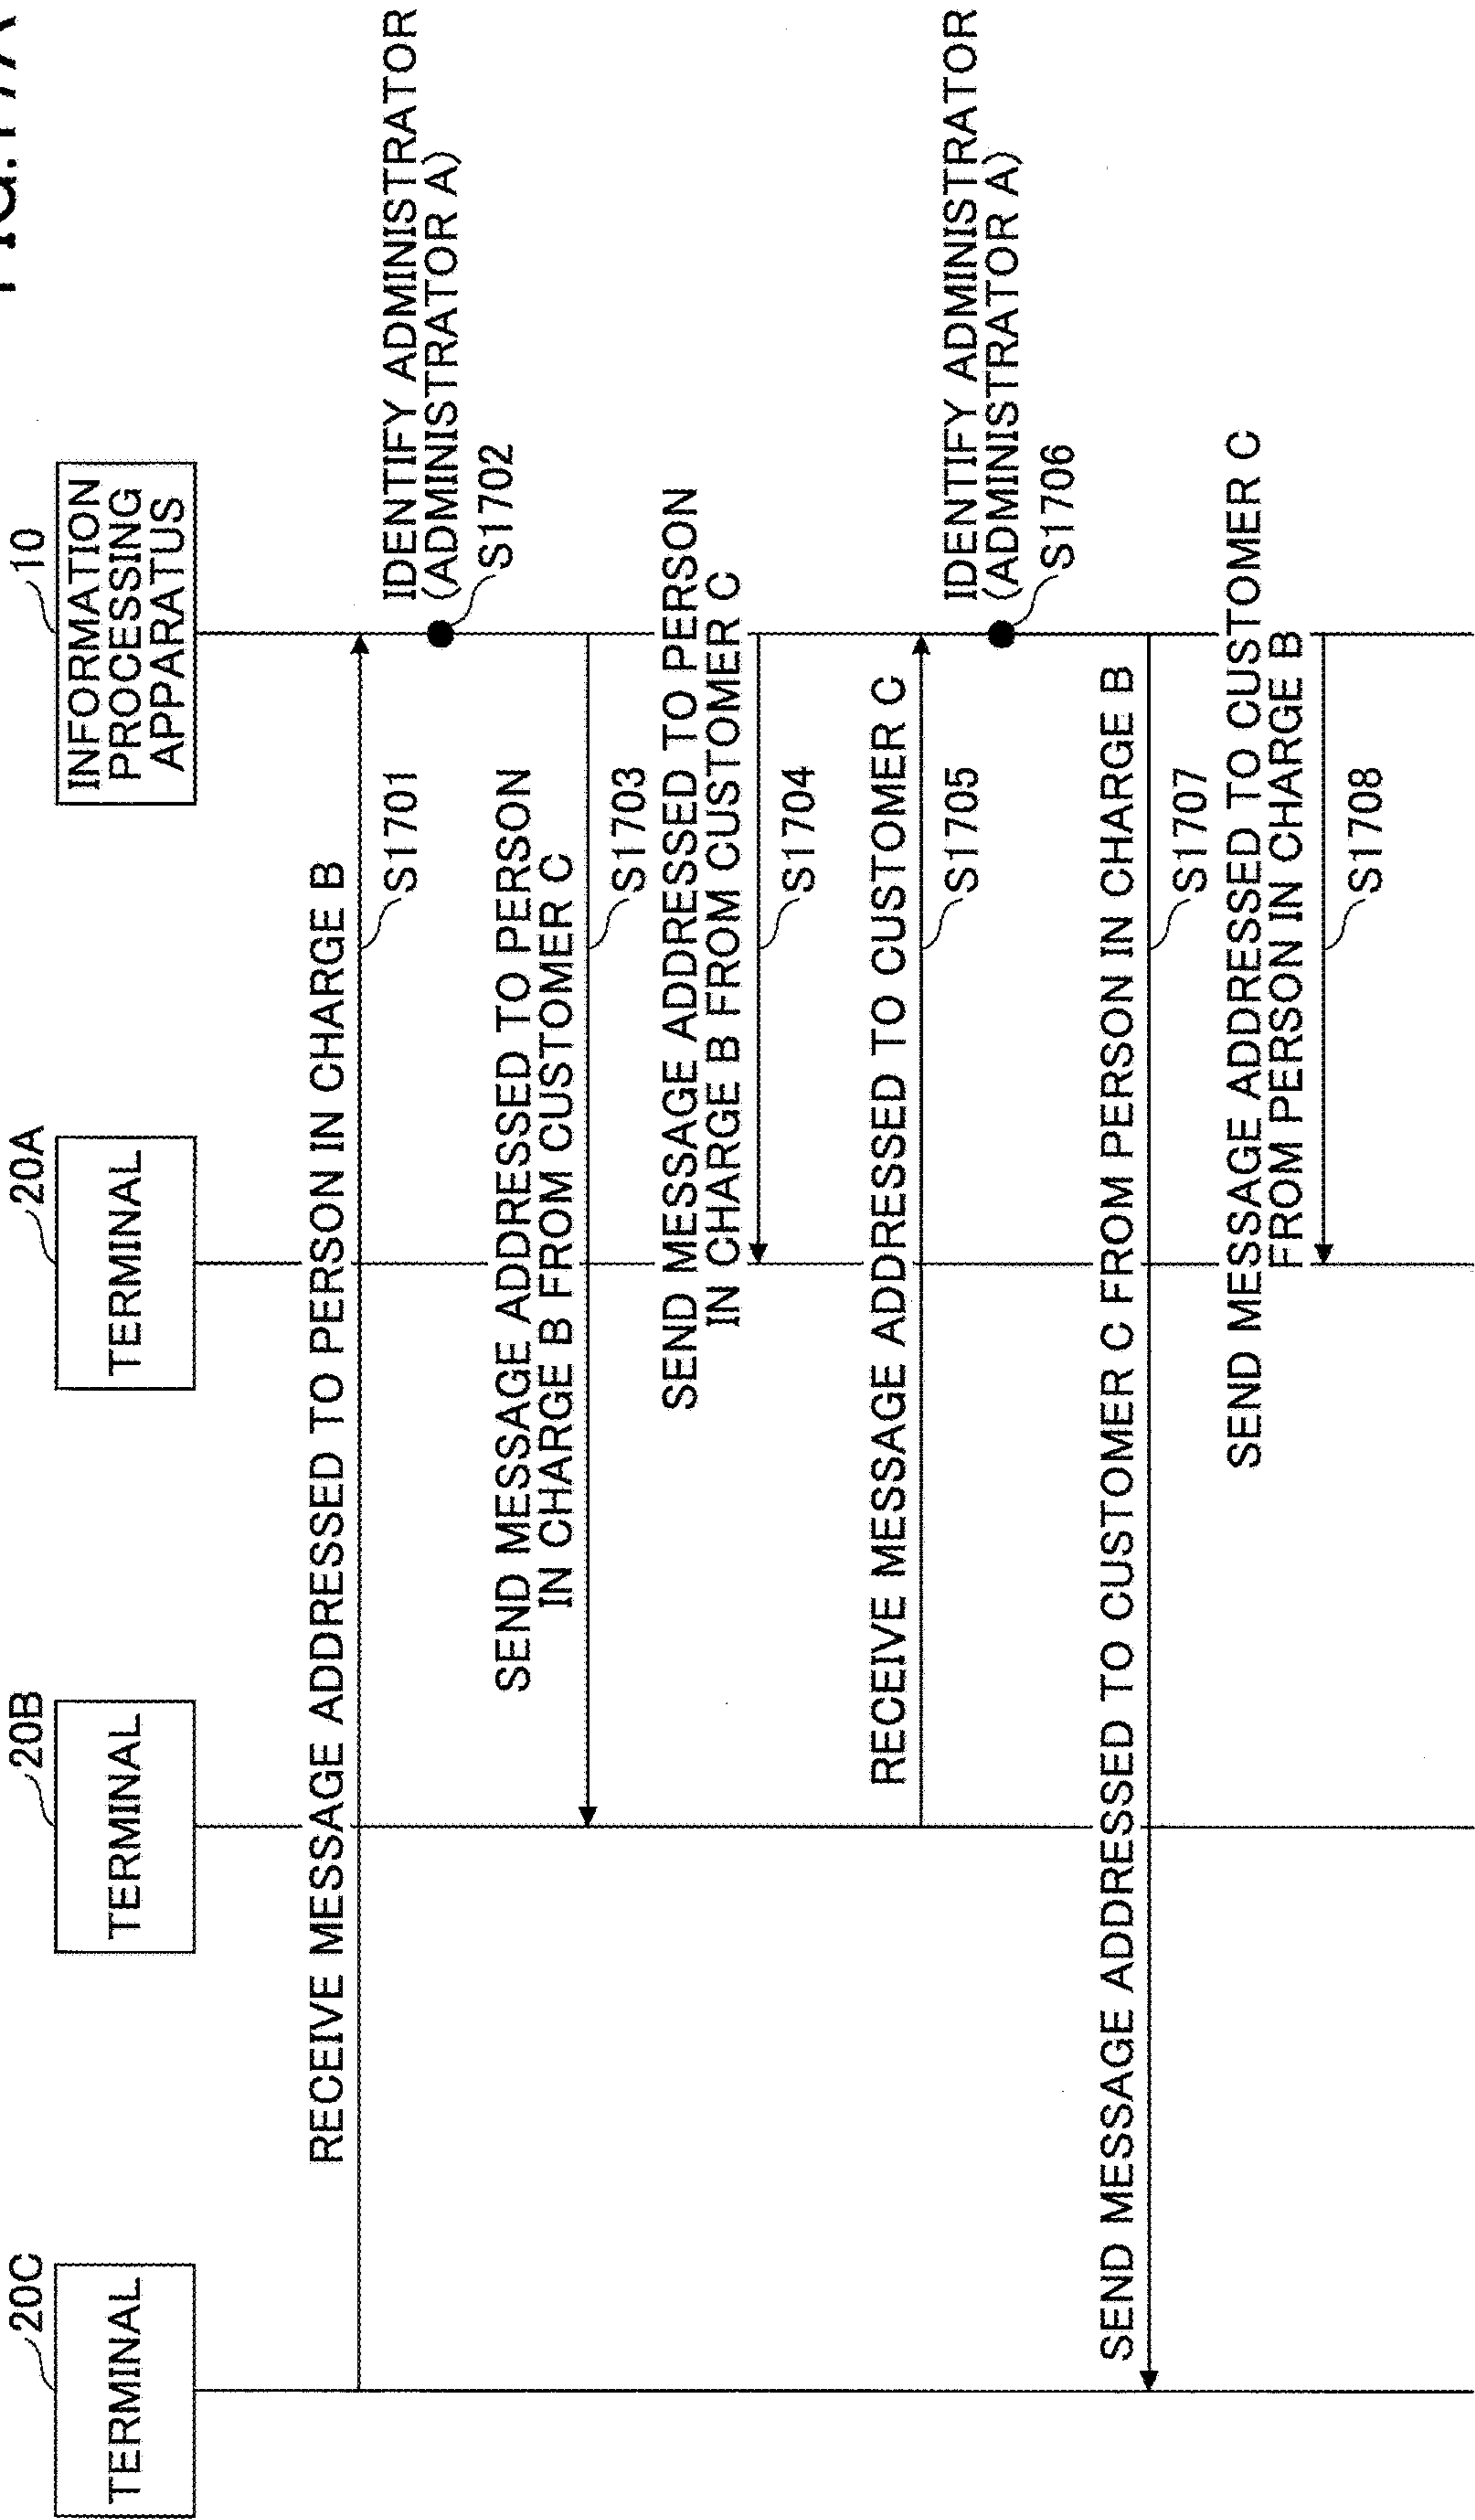 FIG.17A
20C
TERMINAL
20B
TERMINAL
20A
TERMINAL
10
INFORMATION
PROCESSING
APPARATUS
RECEIVE MESSAGE ADDRESSED TO PERSON IN CHARGE B
S1701
IDENTIFY ADMINISTRATOR
(ADMINISTRATOR A)
S1702
SEND MESSAGE ADDRESSED TO PERSON
IN CHARGE B FROM CUSTOMER C
S1703
SEND MESSAGE ADDRESSED TO PERSON
IN CHARGE B FROM CUSTOMER C
S1704
RECEIVE MESSAGE ADDRESSED TO CUSTOMER C
S1705
IDENTIFY ADMINISTRATOR
(ADMINISTRATOR A)
S1706
SEND MESSAGE ADDRESSED TO CUSTOMER C FROM PERSON IN CHARGE B
S1707
SEND MESSAGE ADDRESSED TO CUSTOMER C
FROM PERSON IN CHARGE B
S1708